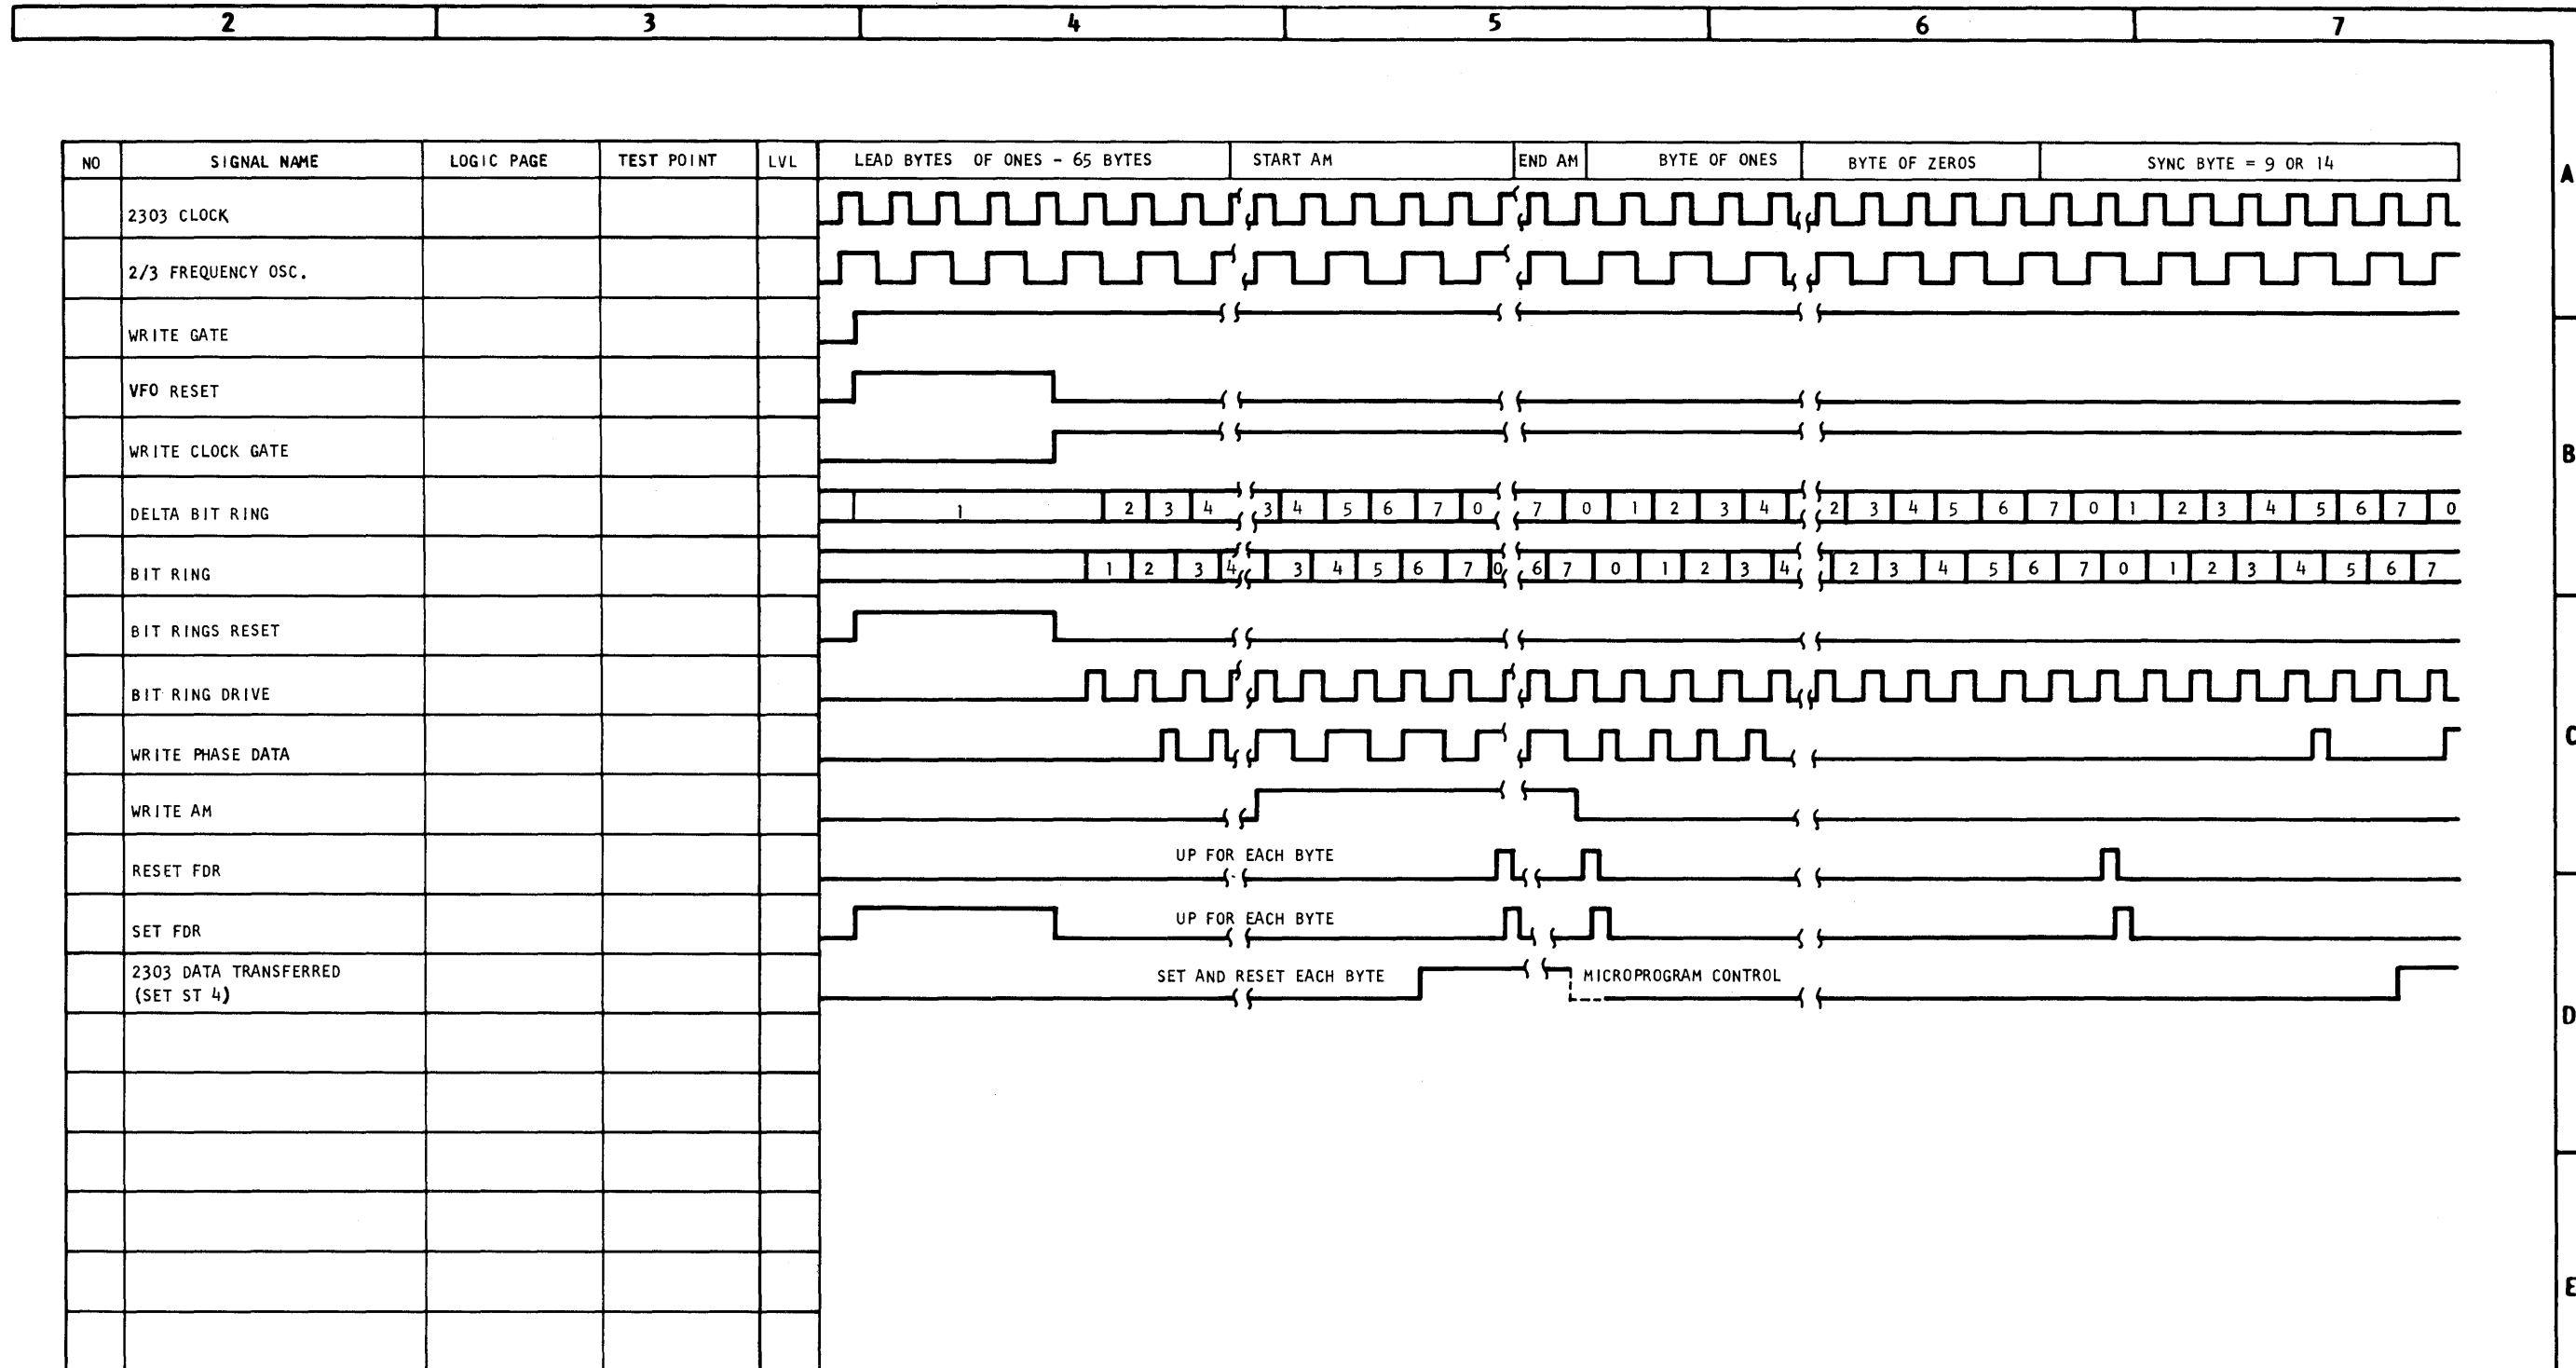 2 3 4 5 6 7
NO SIGNAL NAME LOGIC PAGE TEST POINT LVL LEAD BYTES OF ONES - 65 BYTES START AM END AM BYTE OF ONES BYTE OF ZEROS SYNC BYTE = 9 OR 14
A
2303 CLOCK
2/3 FREQUENCY OSC.
WRITE GATE
VFO RESET
WRITE CLOCK GATE
B
DELTA BIT RING 1 2 3 4 3 4 5 6 7 0 7 0 1 2 3 4 2 3 4 5 6 7 0 1 2 3 4 5 6 7 0
BIT RING 1 2 3 4 3 4 5 6 7 0 6 7 0 1 2 3 4 2 3 4 5 6 7 0 1 2 3 4 5 6 7
BIT RINGS RESET
BIT RING DRIVE
C
WRITE PHASE DATA
WRITE AM
RESET FDR UP FOR EACH BYTE
SET FDR UP FOR EACH BYTE
2303 DATA TRANSFERRED SET AND RESET EACH BYTE MICROPROGRAM CONTROL
(SET ST 4)
D
E